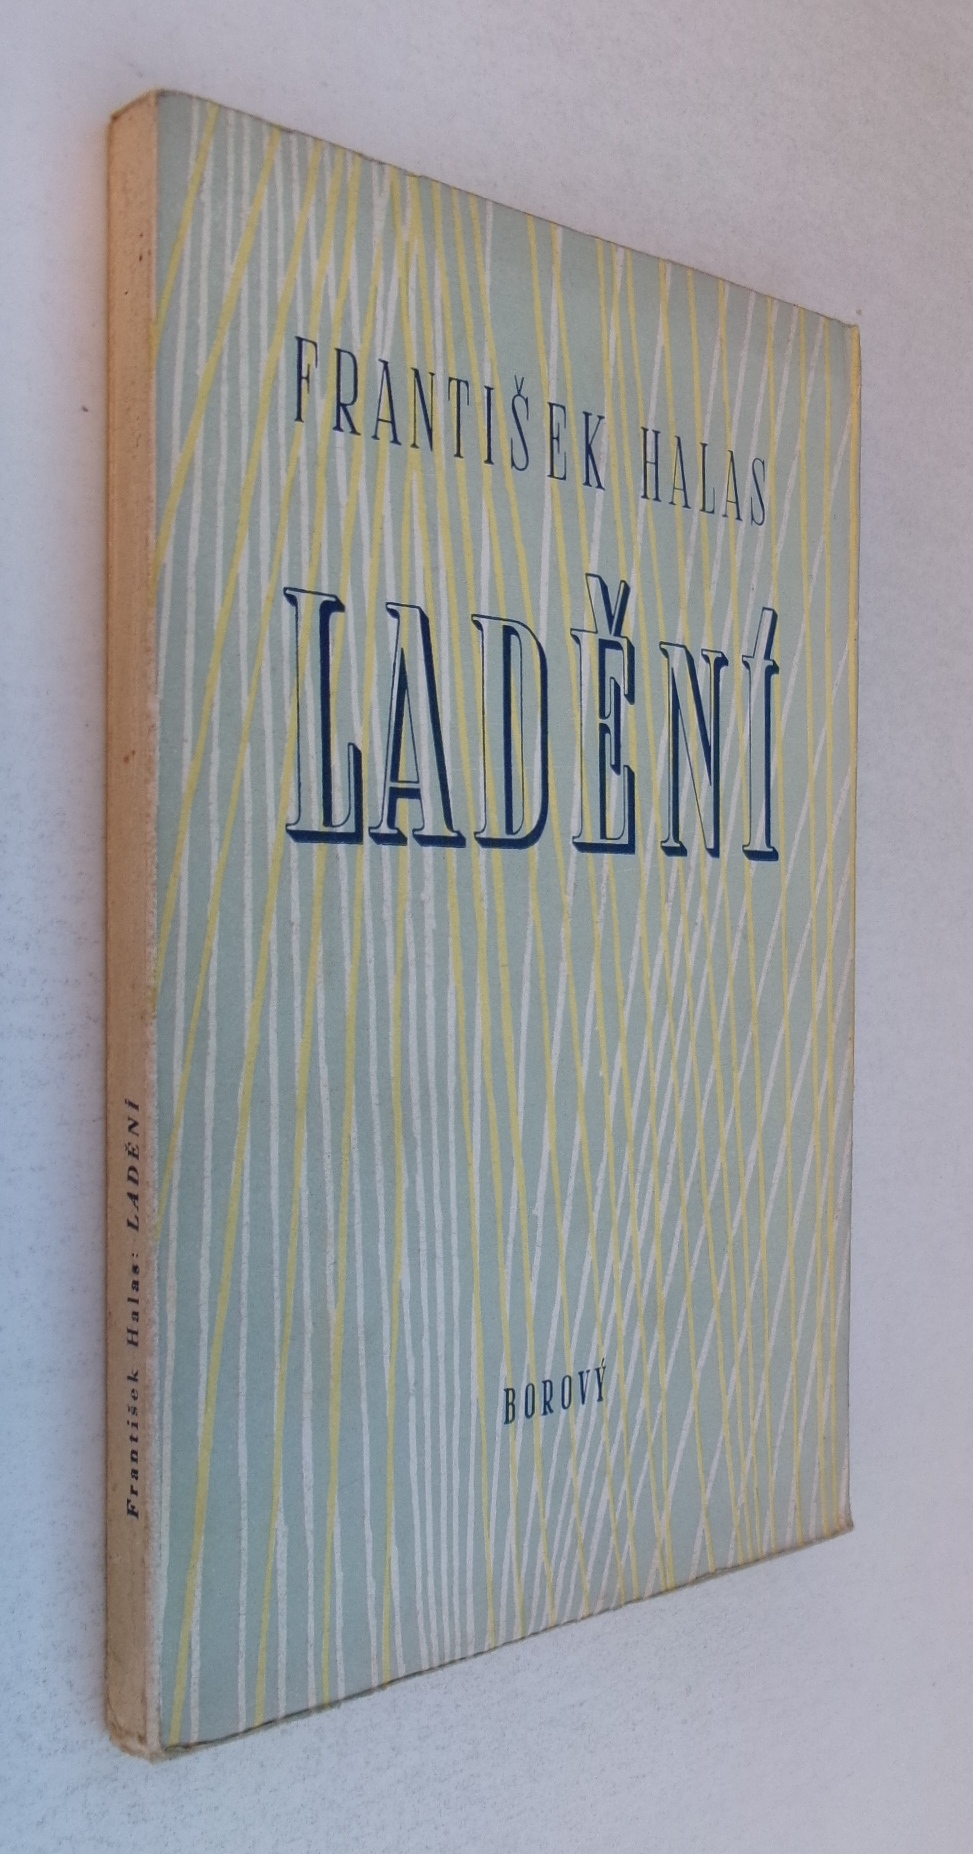 FRANTIŠEK HALAS
LADĚNÍ
BOROVÝ
František Halas: LADĚNÍ